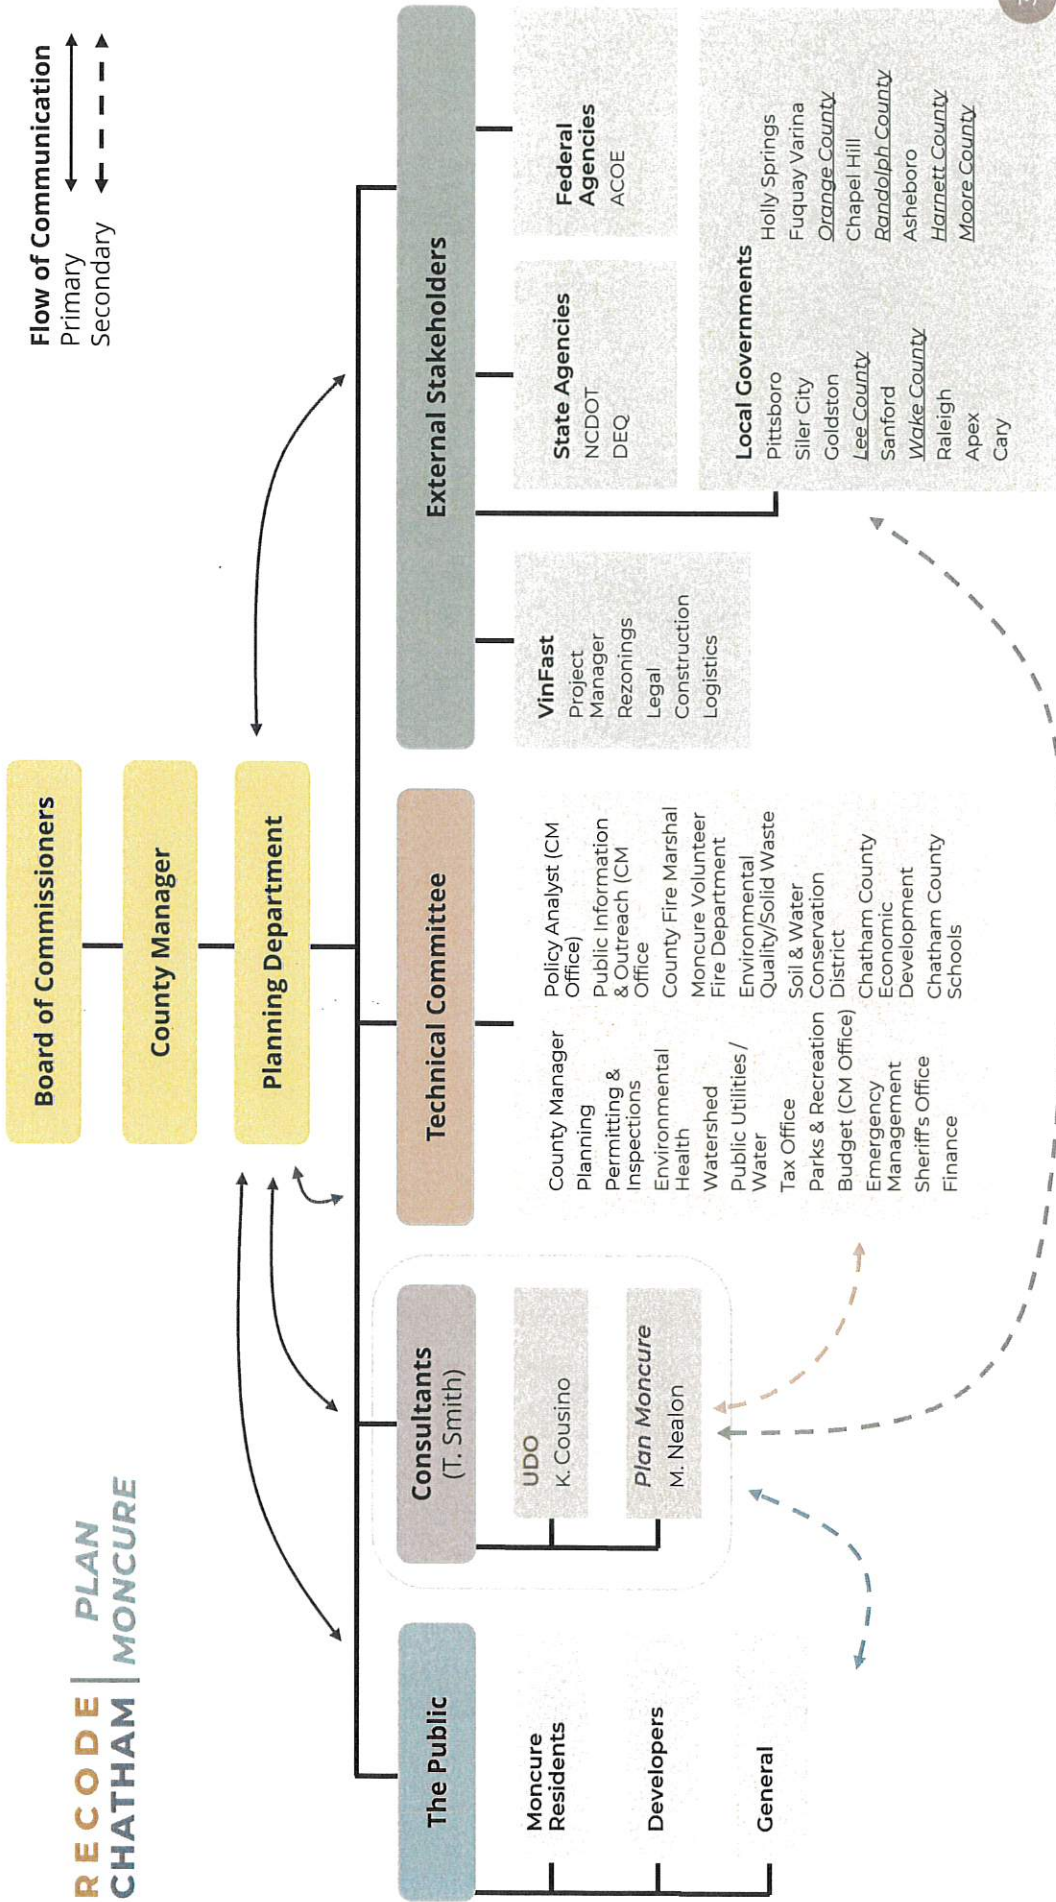 RECODE
CHATHAM
PLAN
MONCURE
Flow of Communication
Primary
Secondary
Board of Commissioners
County Manager
Planning Department
The Public
Moncure
Residents
Developers
General
Consultants
(T. Smith)
UDO
K. Cousino
Plan Moncure
M. Nealon
Technical Committee
County Manager
Planning
Permitting &
Inspections
Environmental
Health
Watershed
Public Utilities /
Water
Tax Office
Parks & Recreation
Budget (CM Office)
Emergency
Management
Sheriff's Office
Finance
Policy Analyst (CM
Office)
Public Information
& Outreach (CM
Office
County Fire Marshal
Moncure Volunteer
Fire Department
Environmental
Quality/Solid Waste
Soil & Water
Conservation
District
Chatham County
Economic
Development
Chatham County
Schools
External Stakeholders
VinFast
Project
Manager
Rezonings
Legal
Construction
Logistics
State Agencies
NCDOT
DEQ
Federal
Agencies
ACOE
Local Governments
Pittsboro
Siler City
Goldston
Lee County
Sanford
Wake County
Raleigh
Apex
Cary
Holly Springs
Fuquay Varina
Orange County
Chapel Hill
Randolph County
Asheboro
Harnett County
Moore County